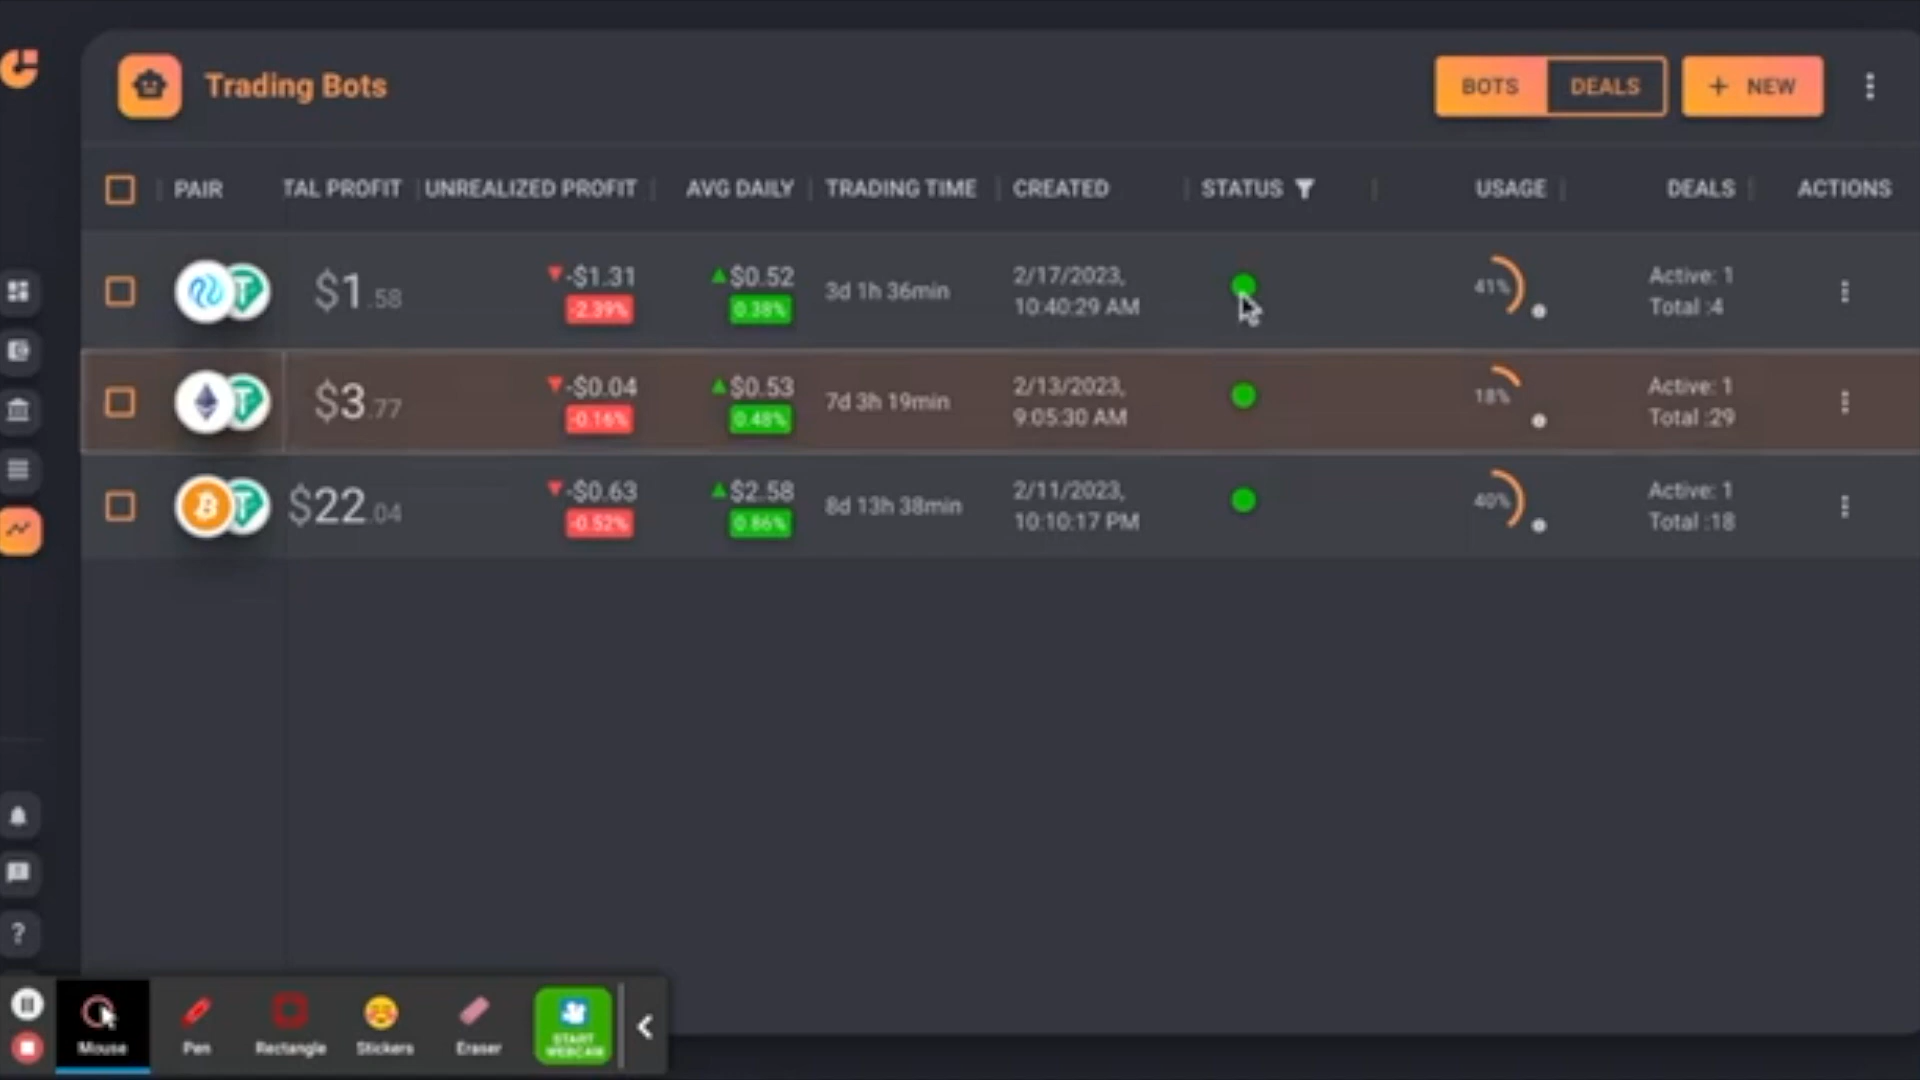 Trading Bots
BOTS
DEALS
+ NEW
PAIR
TAL PROFIT
UNREALIZED PROFIT
AVG DAILY
TRADING TIME
CREATED
STATUS
USAGE
DEALS
ACTIONS
$1.58
-$1.31
-2.39%
$0.52
0.38%
3d 1h 36min
2/17/2023,
10:40:29 AM
41%
Active: 1
Total :4
$3.77
-$0.04
-0.16%
$0.53
0.48%
7d 3h 19min
2/13/2023,
9:05:30 AM
18%
Active: 1
Total :29
$22.04
-$0.63
-0.52%
$2.58
0.86%
8d 13h 38min
2/11/2023,
10:10:17 PM
40%
Active: 1
Total :18
?
Mouse
Pen
Rectangle
Stickers
Eraser
START
WEBCAM